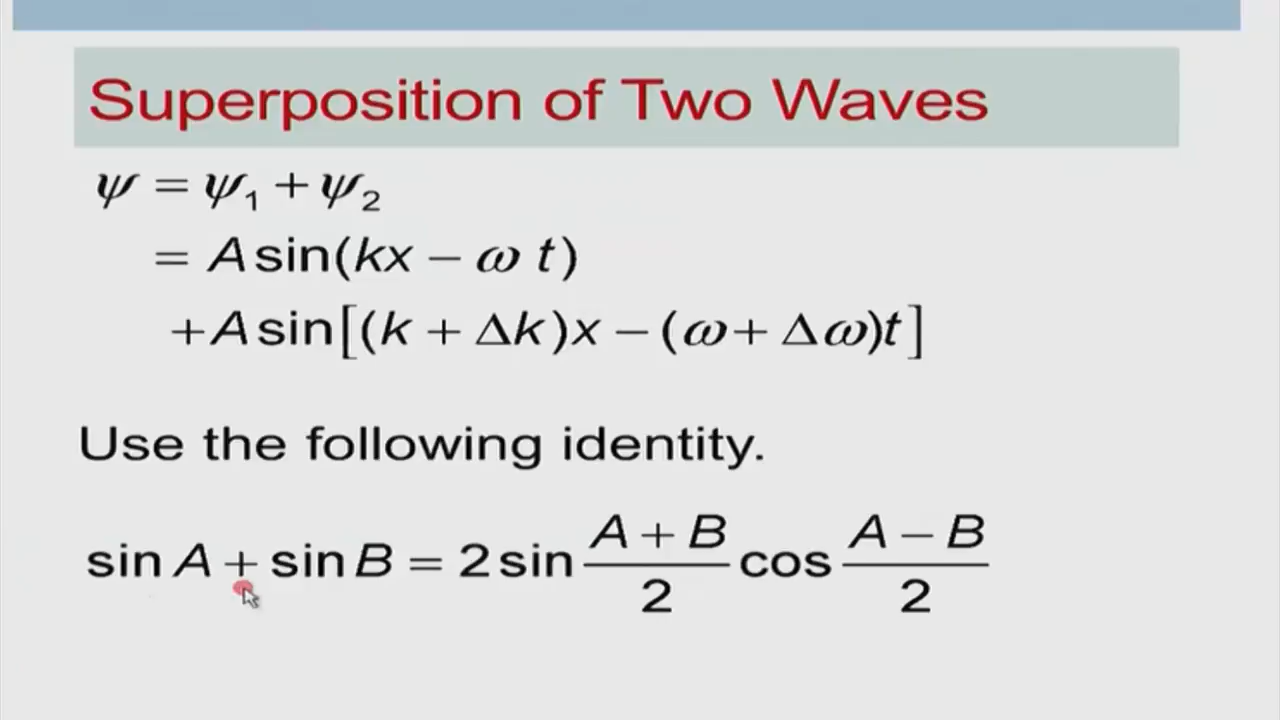 Superposition of Two Waves
ψ = ψ₁ + ψ₂
= A sin(kx − ω t)
+A sin[(k + Δk)x − (ω + Δω)t]
Use the following identity.
sin A + sin B = 2 sin (A + B)/2 cos (A − B)/2